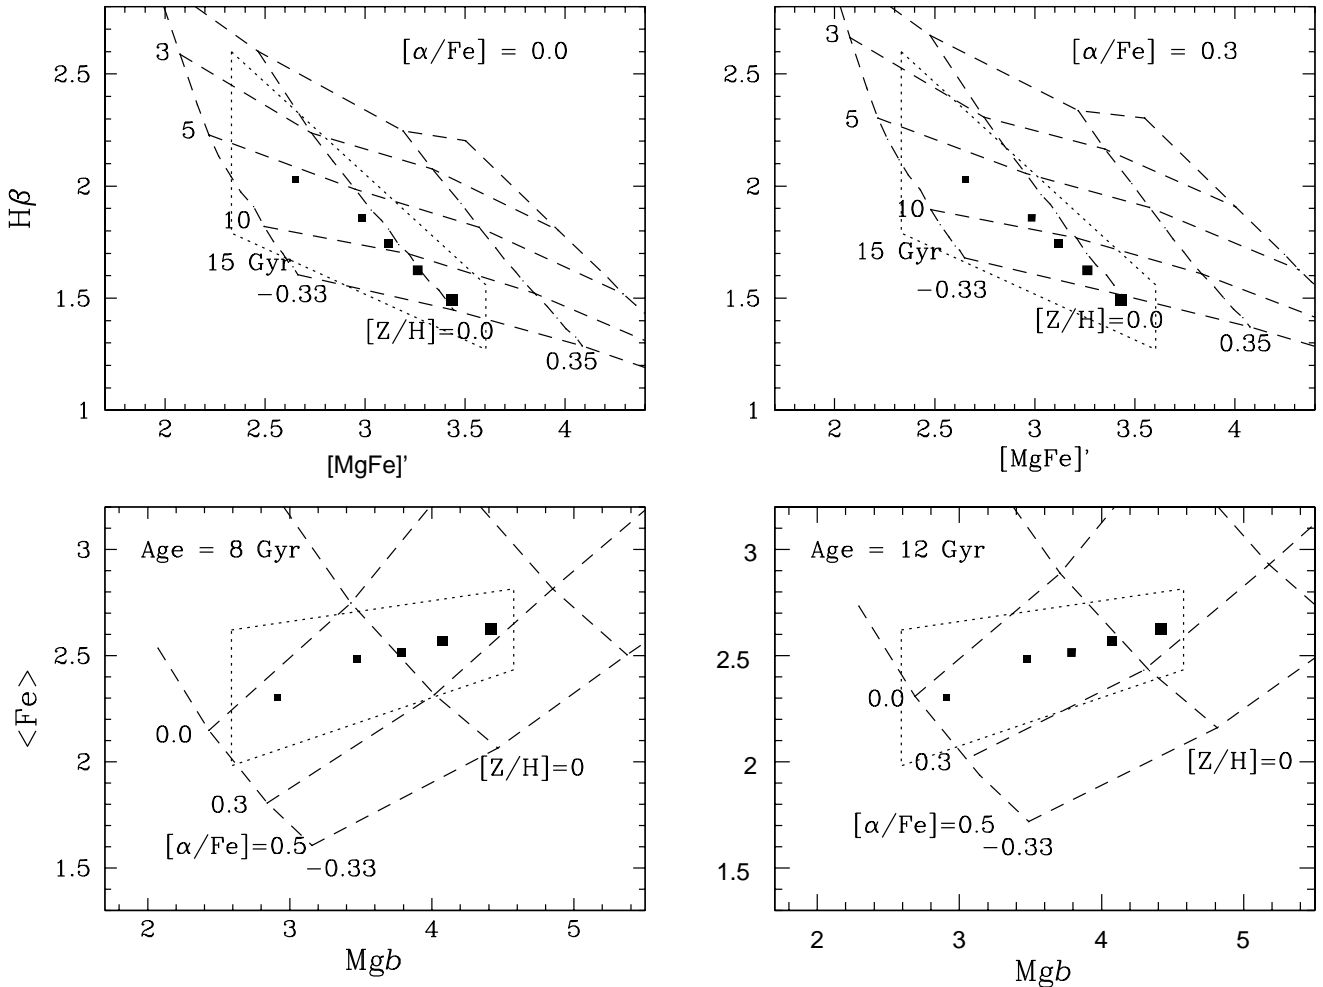 [α/Fe] = 0.0
3
2.5
5
2
Hβ
10
15 Gyr
−0.33
1.5
[Z/H]=0.0
0.35
1
2
2.5
3
3.5
4
[MgFe]'
[α/Fe] = 0.3
3
2.5
5
2
10
15 Gyr
−0.33
1.5
[Z/H]=0.0
0.35
1
2
2.5
3
3.5
4
[MgFe]'
Age = 8 Gyr
3
2.5
<Fe>
0.0
2
[Z/H]=0
0.3
[α/Fe]=0.5
−0.33
1.5
2
3
4
5
Mgb
Age = 12 Gyr
3
2.5
0.0
2
0.3
[Z/H]=0
[α/Fe]=0.5
−0.33
1.5
2
3
4
5
Mgb